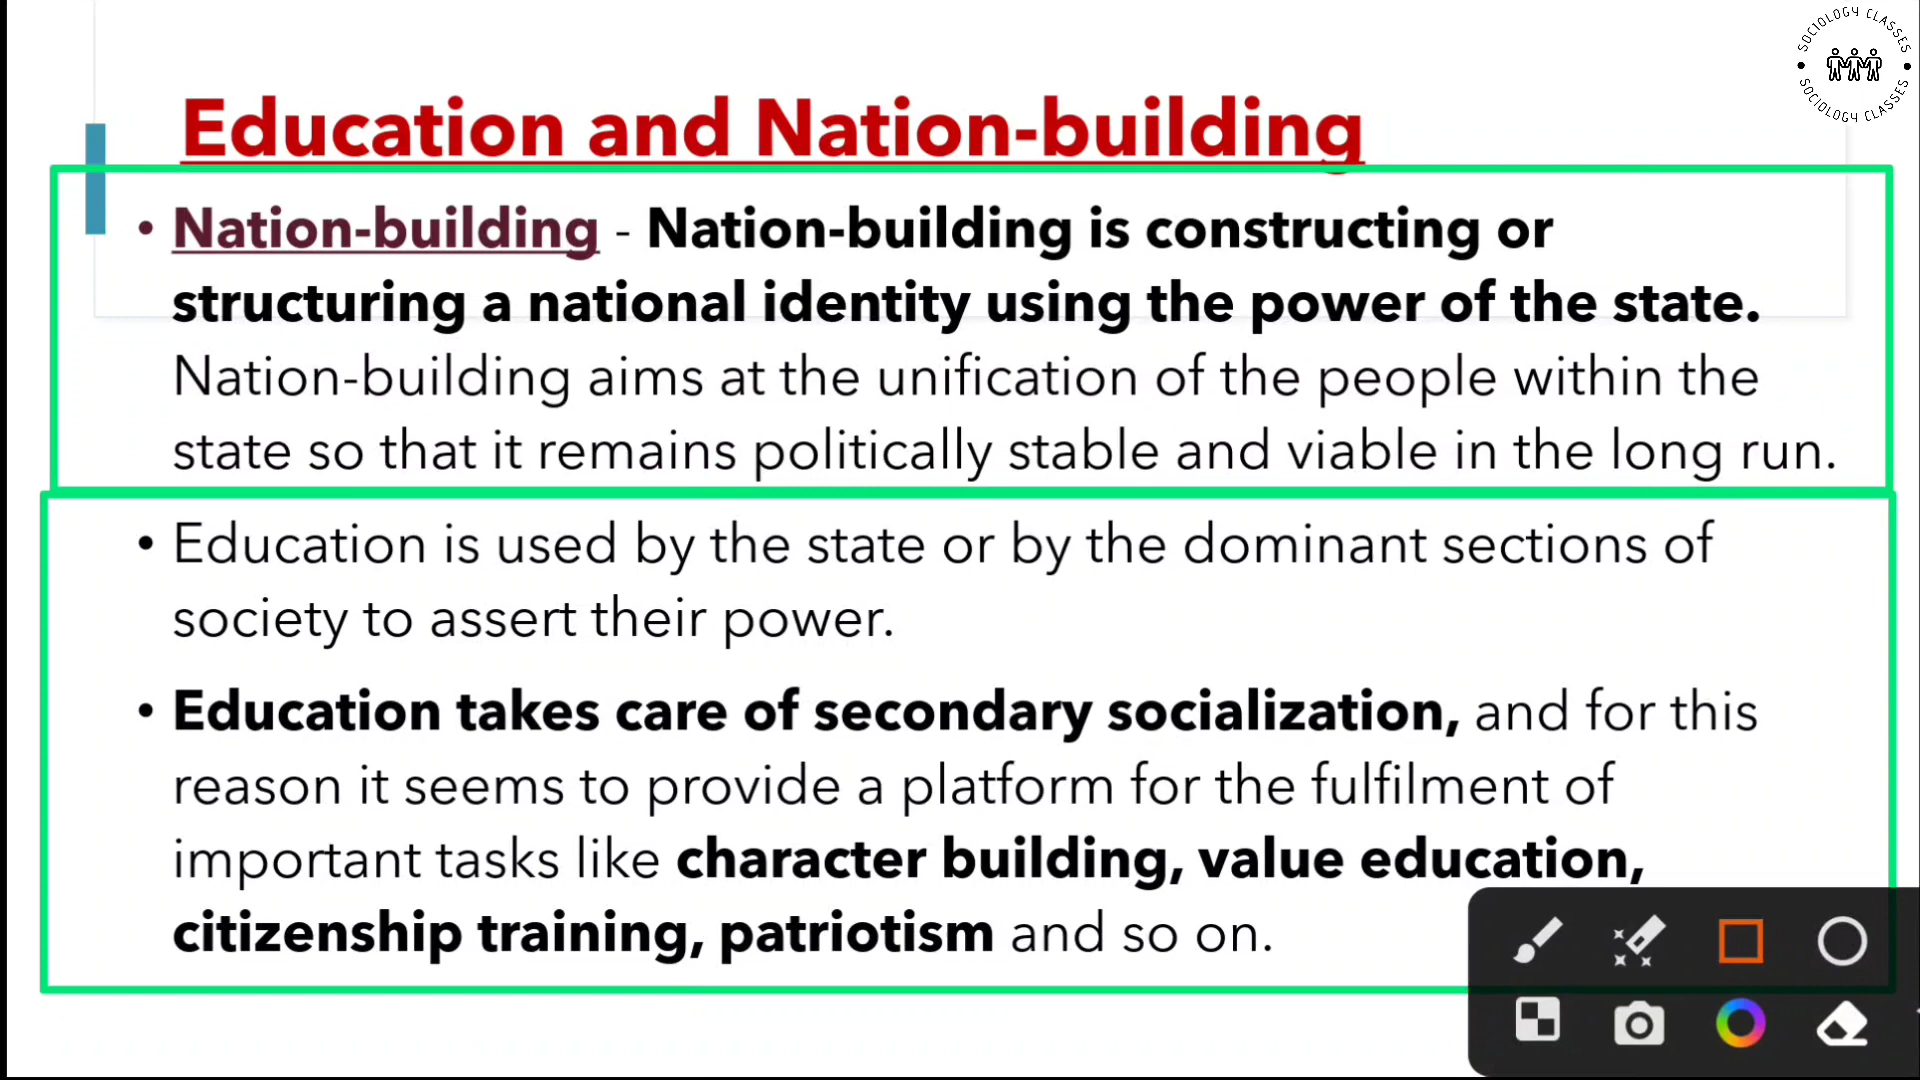 SOCIOLOGY CLASSES
SOCIOLOGY CLASSES
Education and Nation-building
• Nation-building - Nation-building is constructing or
structuring a national identity using the power of the state.
Nation-building aims at the unification of the people within the
state so that it remains politically stable and viable in the long run.
• Education is used by the state or by the dominant sections of
society to assert their power.
• Education takes care of secondary socialization, and for this
reason it seems to provide a platform for the fulfilment of
important tasks like character building, value education,
citizenship training, patriotism and so on.